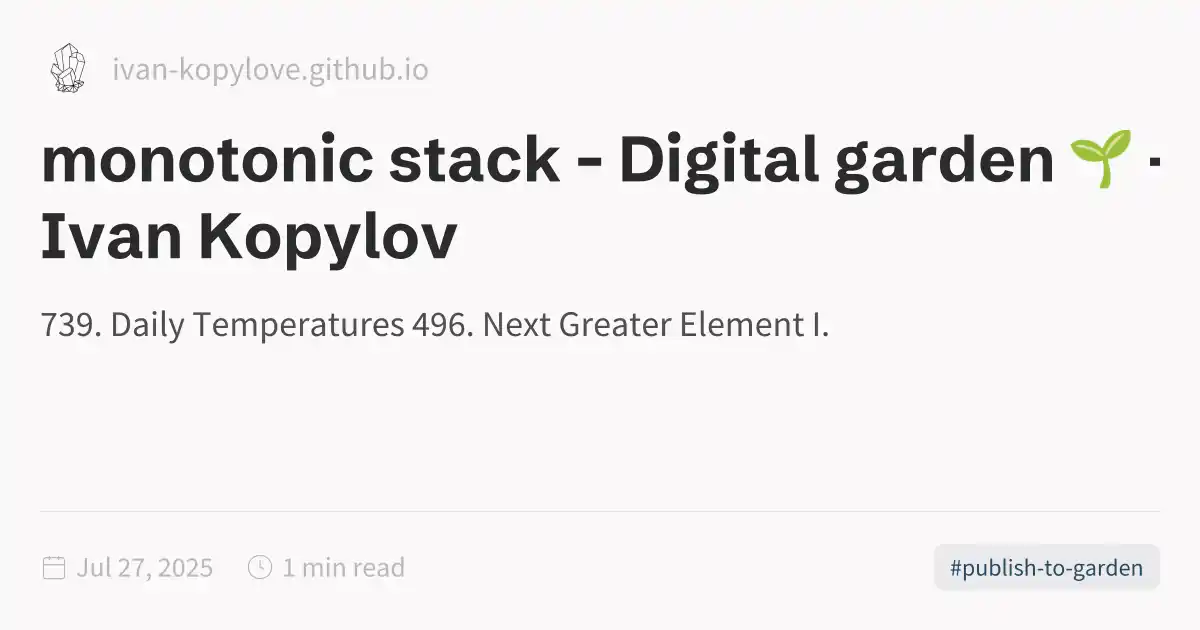 ivan-kopylove.github.io
monotonic stack - Digital garden 🌱 ·
Ivan Kopylov
739. Daily Temperatures 496. Next Greater Element I.
Jul 27, 2025
1 min read
#publish-to-garden